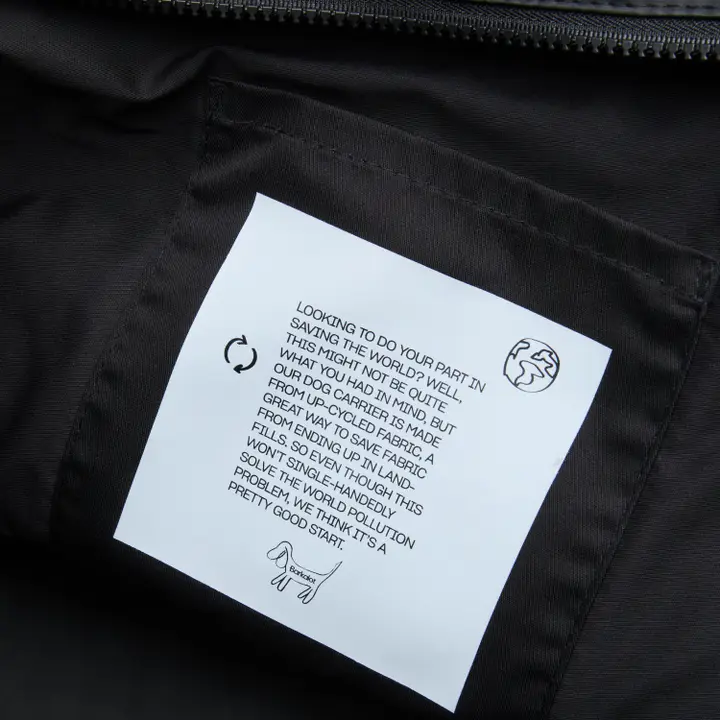 LOOKING TO DO YOUR PART IN
SAVING THE WORLD? WELL,
THIS MIGHT NOT BE QUITE
WHAT YOU HAD IN MIND, BUT
OUR DOG CARRIER IS MADE
FROM UP-CYCLED FABRIC, A
GREAT WAY TO SAVE FABRIC
FROM ENDING UP IN LAND-
FILLS. SO EVEN THOUGH THIS
WON'T SINGLE-HANDEDLY
SOLVE THE WORLD POLLUTION
PROBLEM, WE THINK IT'S A
PRETTY GOOD START.
Barkalot